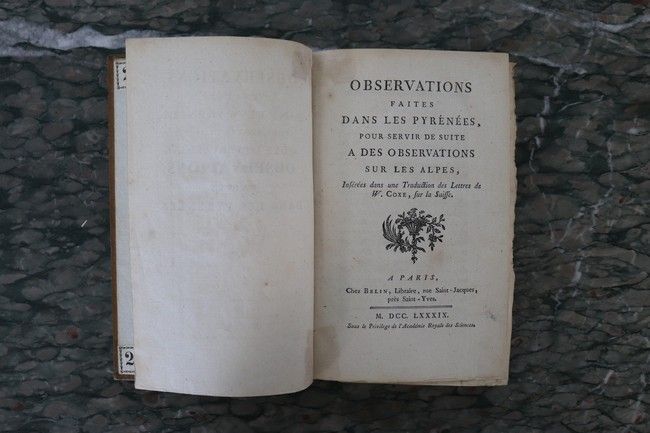 OBSERVATIONS
FAITES
DANS LES PYRÉNÉES,
POUR SERVIR DE SUITE
A DES OBSERVATIONS
SUR LES ALPES,
Insérées dans une Traduction des Lettres de
W. COXE, sur la Suisse.
A PARIS,
Chez BELIN, Libraire, rue Saint-Jacques,
près Saint-Yves.
M. DCC. LXXXIX.
Sous le Privilège de l'Académie Royale des Sciences.
2